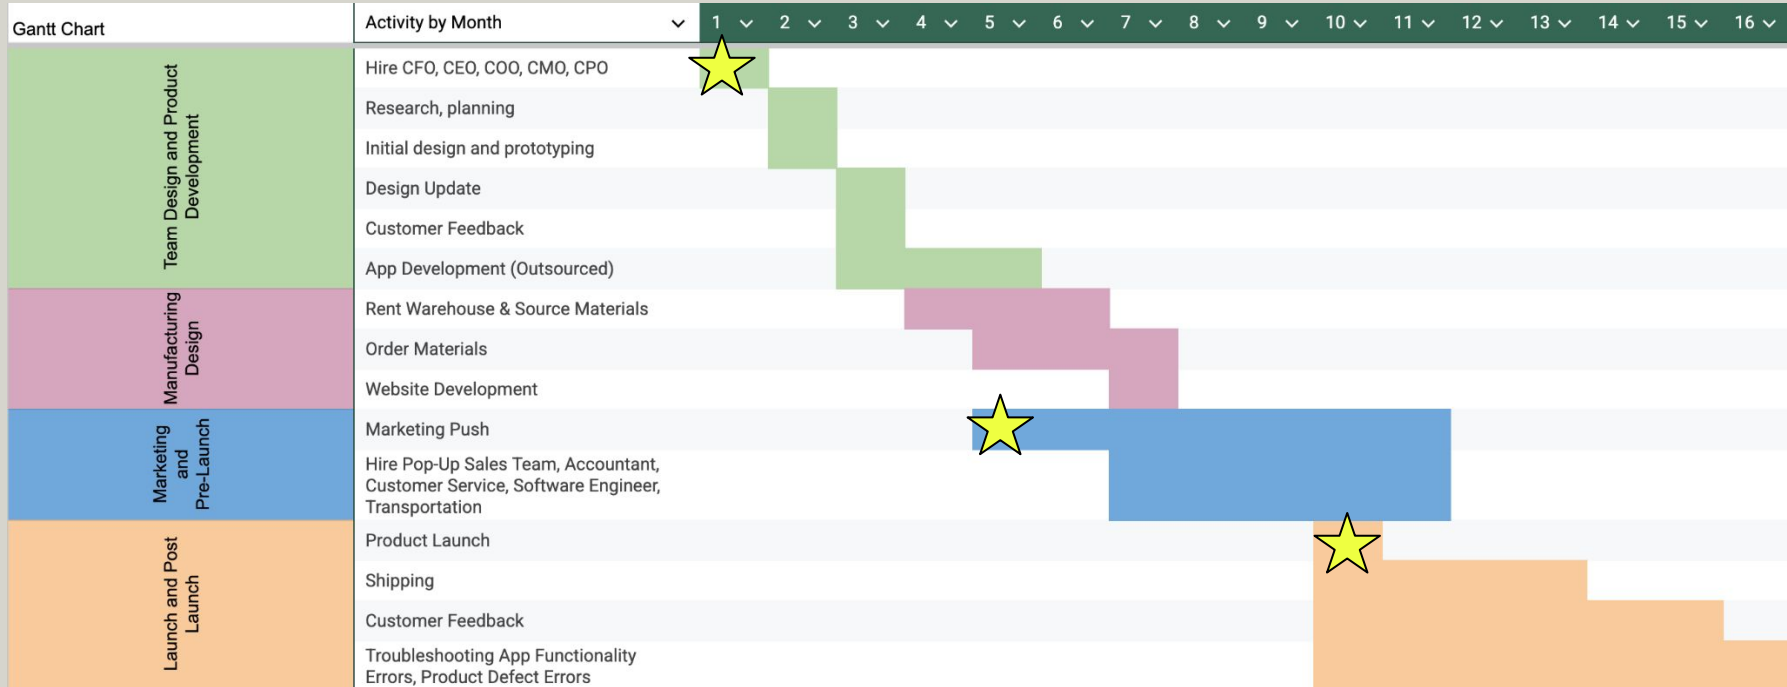 Gantt Chart
Activity by Month
1 2 3 4 5 6 7 8 9 10 11 12 13 14 15 16
Team Design and Product
Development
Hire CFO, CEO, COO, CMO, CPO
Research, planning
Initial design and prototyping
Design Update
Customer Feedback
App Development (Outsourced)
Manufacturing
Design
Rent Warehouse & Source Materials
Order Materials
Website Development
Marketing
and
Pre-Launch
Marketing Push
Hire Pop-Up Sales Team, Accountant,
Customer Service, Software Engineer,
Transportation
Launch and Post
Launch
Product Launch
Shipping
Customer Feedback
Troubleshooting App Functionality
Errors, Product Defect Errors